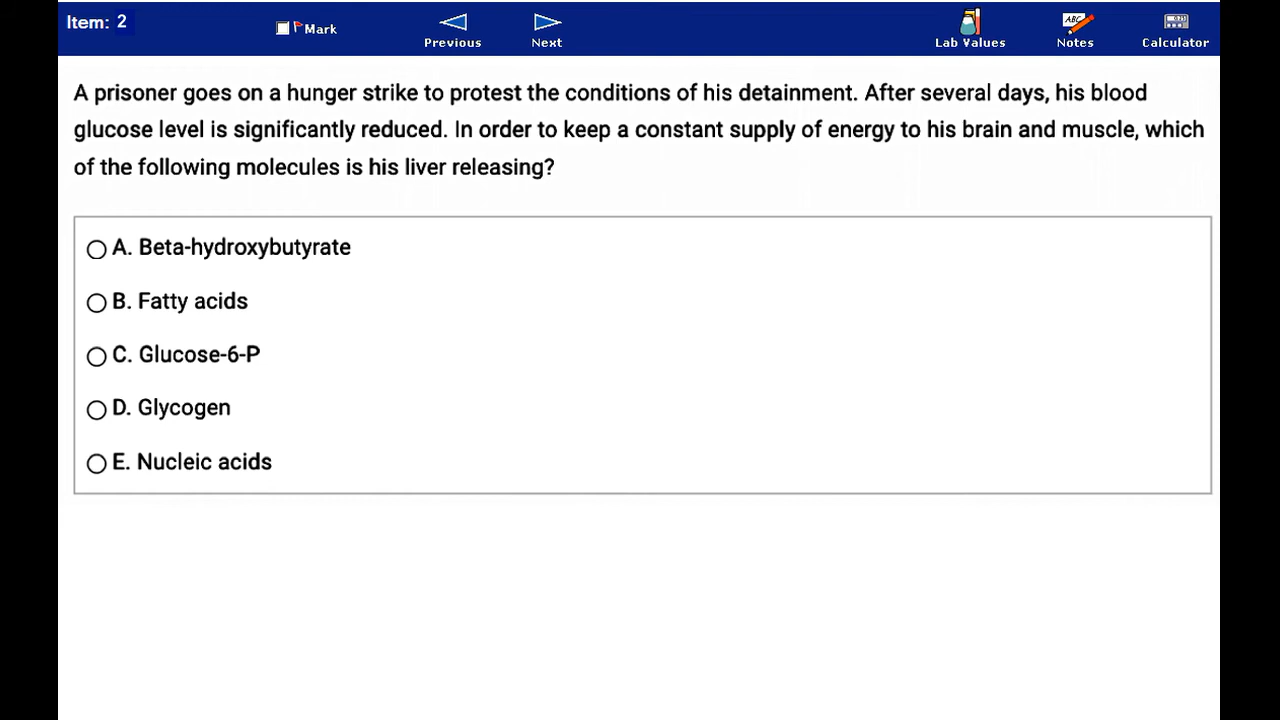 Item: 2
Mark
Previous
Next
Lab Values
Notes
Calculator
A prisoner goes on a hunger strike to protest the conditions of his detainment. After several days, his blood
glucose level is significantly reduced. In order to keep a constant supply of energy to his brain and muscle, which
of the following molecules is his liver releasing?
A. Beta-hydroxybutyrate
B. Fatty acids
C. Glucose-6-P
D. Glycogen
E. Nucleic acids